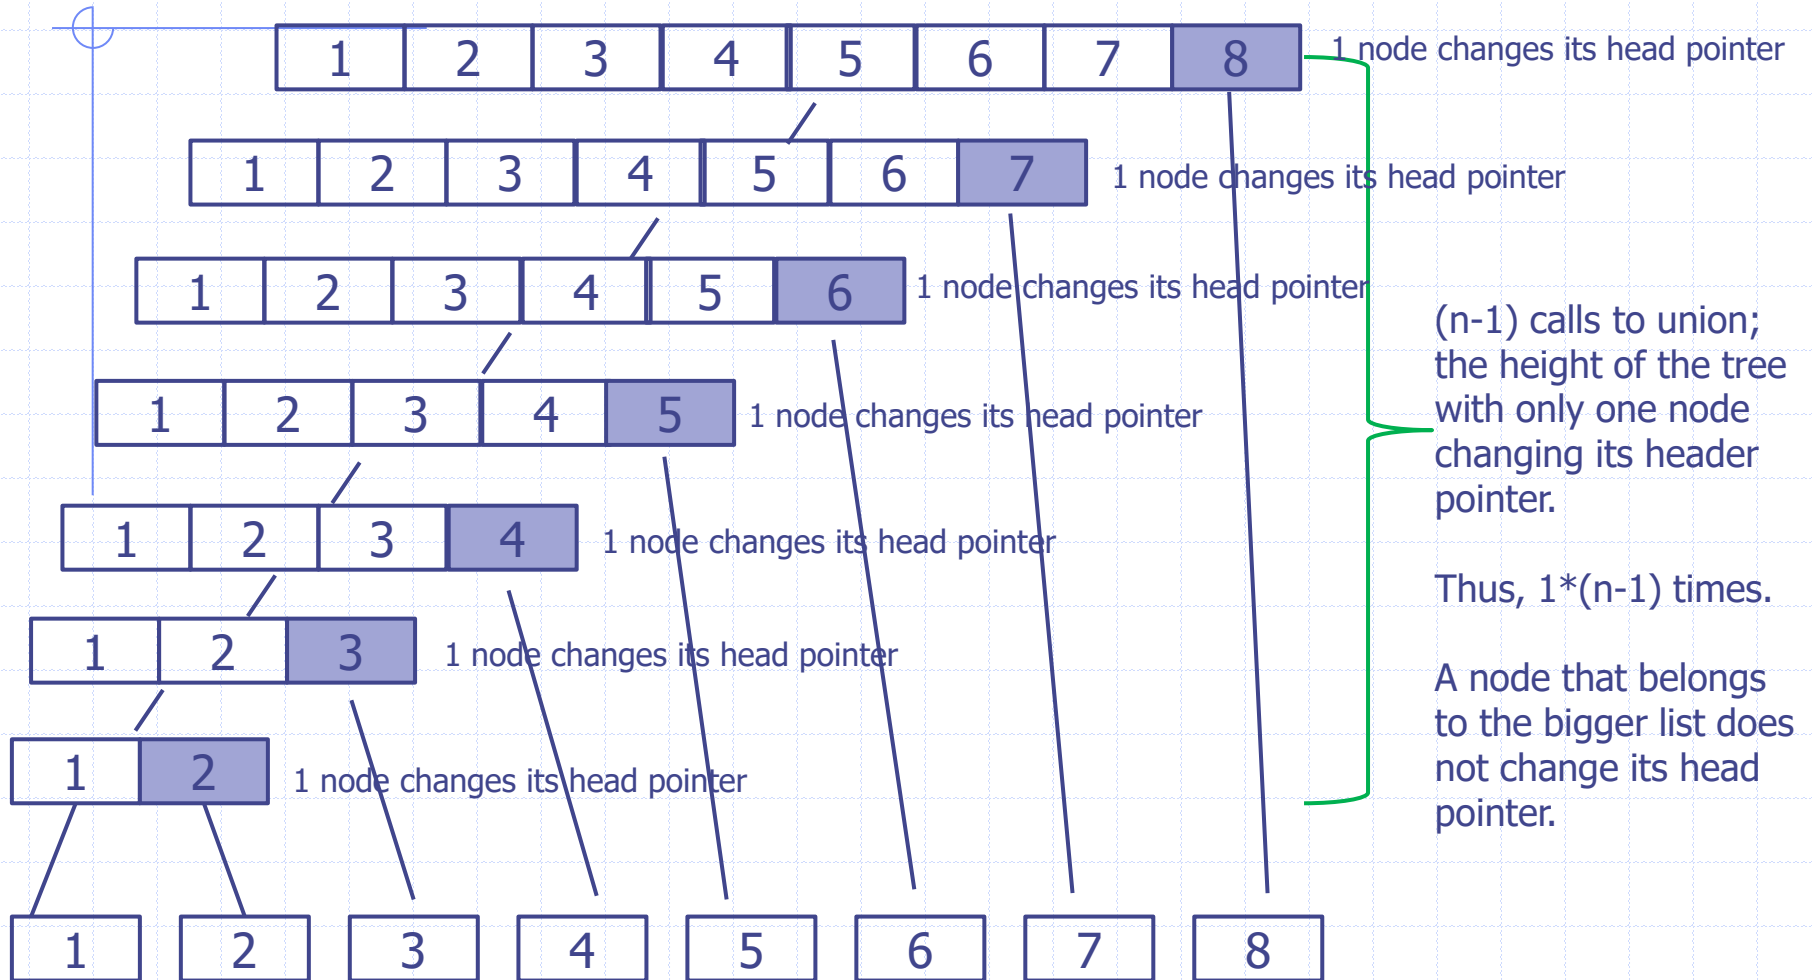 1 2 3 4 5 6 7 8 1 node changes its head pointer
1 2 3 4 5 6 7 1 node changes its head pointer
1 2 3 4 5 6 1 node changes its head pointer
1 2 3 4 5 1 node changes its head pointer
1 2 3 4 1 node changes its head pointer
1 2 3 1 node changes its head pointer
1 2 1 node changes its head pointer
1 2 3 4 5 6 7 8
(n-1) calls to union;
the height of the tree
with only one node
changing its header
pointer.
Thus, 1*(n-1) times.
A node that belongs
to the bigger list does
not change its head
pointer.